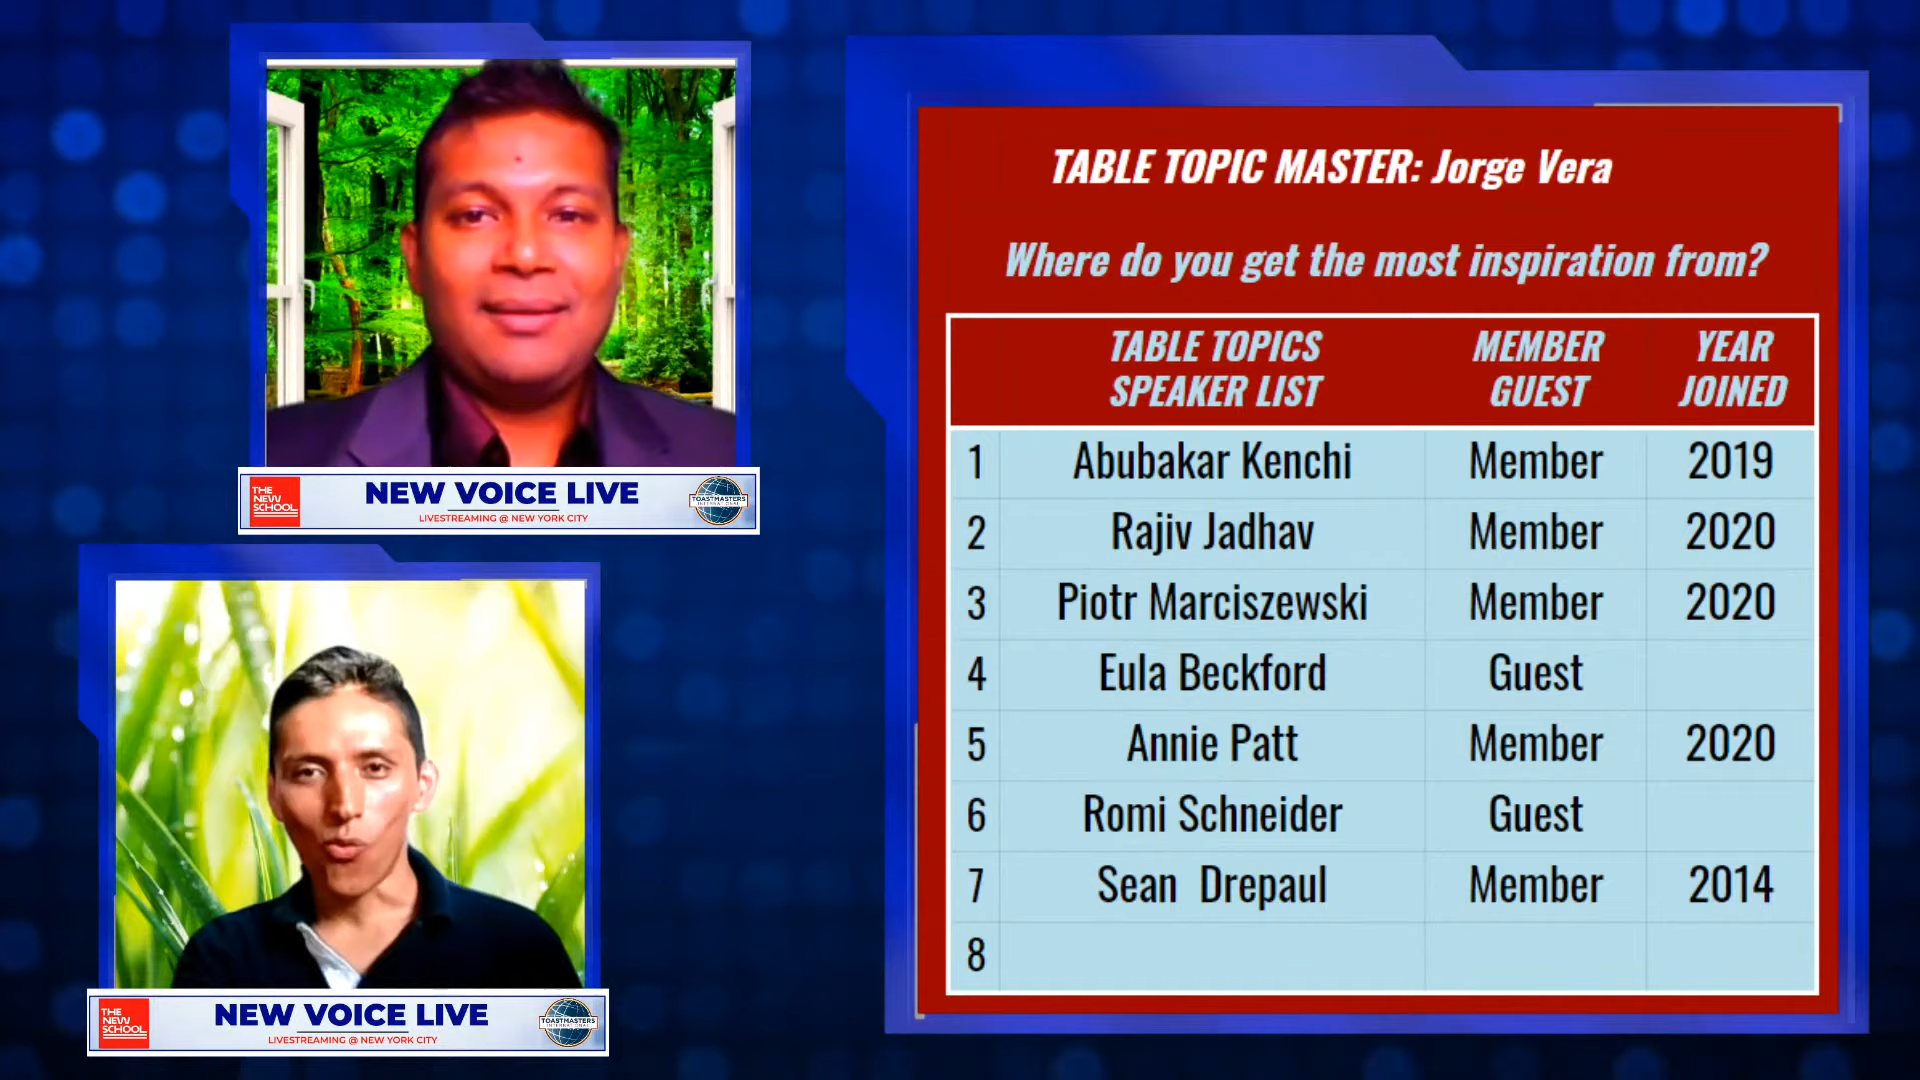 THE
NEW
SCHOOL
NEW VOICE LIVE
LIVESTREAMING @ NEW YORK CITY
TOASTMASTERS
INTERNATIONAL
THE
NEW
SCHOOL
NEW VOICE LIVE
LIVESTREAMING @ NEW YORK CITY
TOASTMASTERS
INTERNATIONAL
TABLE TOPIC MASTER: Jorge Vera
Where do you get the most inspiration from?
TABLE TOPICS SPEAKER LIST MEMBER GUEST YEAR JOINED
1 Abubakar Kenchi Member 2019
2 Rajiv Jadhav Member 2020
3 Piotr Marciszewski Member 2020
4 Eula Beckford Guest
5 Annie Patt Member 2020
6 Romi Schneider Guest
7 Sean Drepaul Member 2014
8